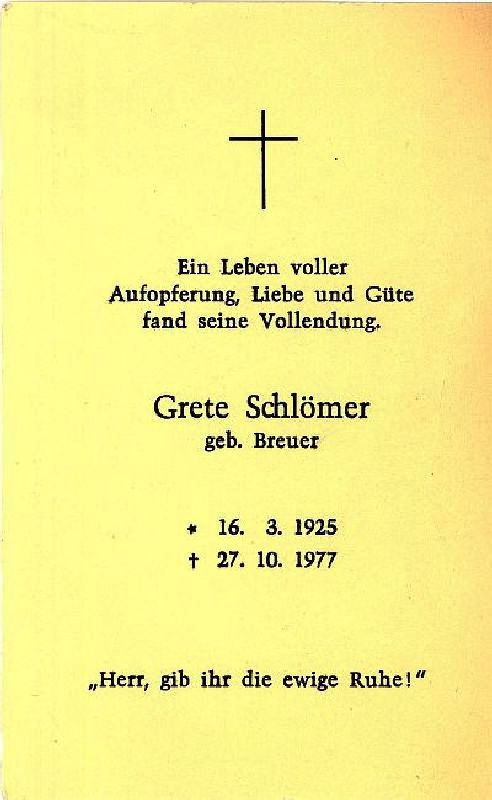 Ein Leben voller
Aufopferung, Liebe und Güte
fand seine Vollendung.
Grete Schlömer
geb. Breuer
* 16. 3. 1925
† 27. 10. 1977
„Herr, gib ihr die ewige Ruhe!“